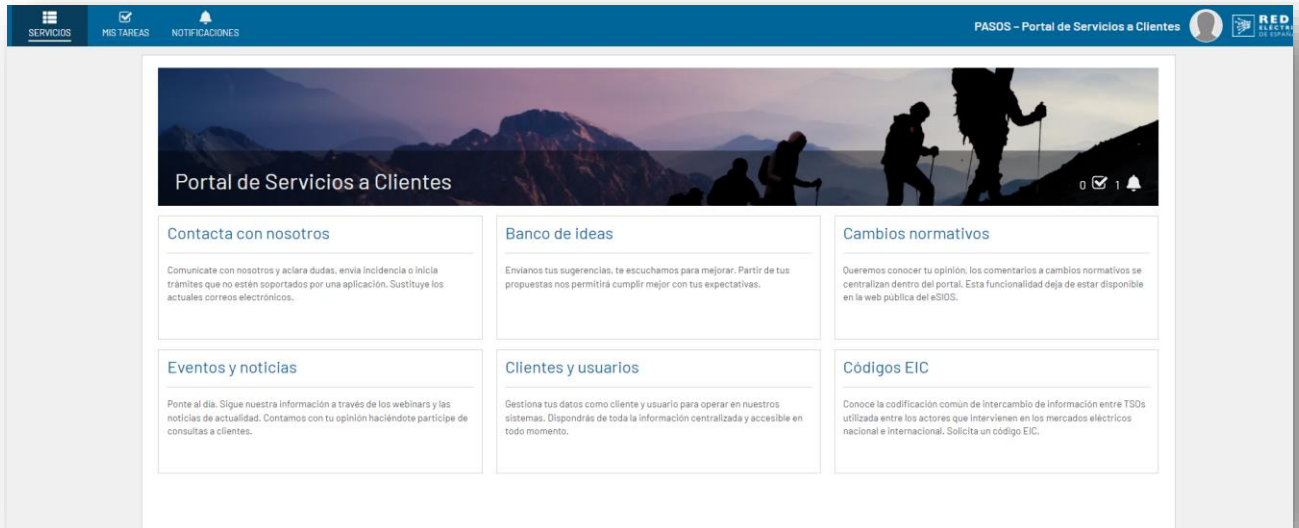 SERVICIOS
MIS TAREAS
NOTIFICACIONES
PASOS – Portal de Servicios a Clientes
RED
DE ESPAÑA
Portal de Servicios a Clientes
0 1
Contacta con nosotros
Comunícate con nosotros y aclara dudas, envía incidencia o inicia
trámites que no estén soportados por una aplicación. Sustituye los
actuales correos electrónicos.
Banco de ideas
Envíanos tus sugerencias, te escuchamos para mejorar. Partir de tus
propuestas nos permitirá cumplir mejor con tus expectativas.
Cambios normativos
Queremos conocer tu opinión, los comentarios a cambios normativos se
centralizan dentro del portal. Esta funcionalidad deja de estar disponible
en la web pública del eSIOS.
Eventos y noticias
Ponte al día. Sigue nuestra información a través de los webinars y las
noticias de actualidad. Contamos con tu opinión haciéndote partícipe de
consultas a clientes.
Clientes y usuarios
Gestiona tus datos como cliente y usuario para operar en nuestros
sistemas. Dispondrás de toda la información centralizada y accesible en
todo momento.
Códigos EIC
Conoce la codificación común de intercambio de información entre TSOs
utilizada entre los actores que intervienen en los mercados eléctricos
nacional e internacional. Solicita un código EIC.